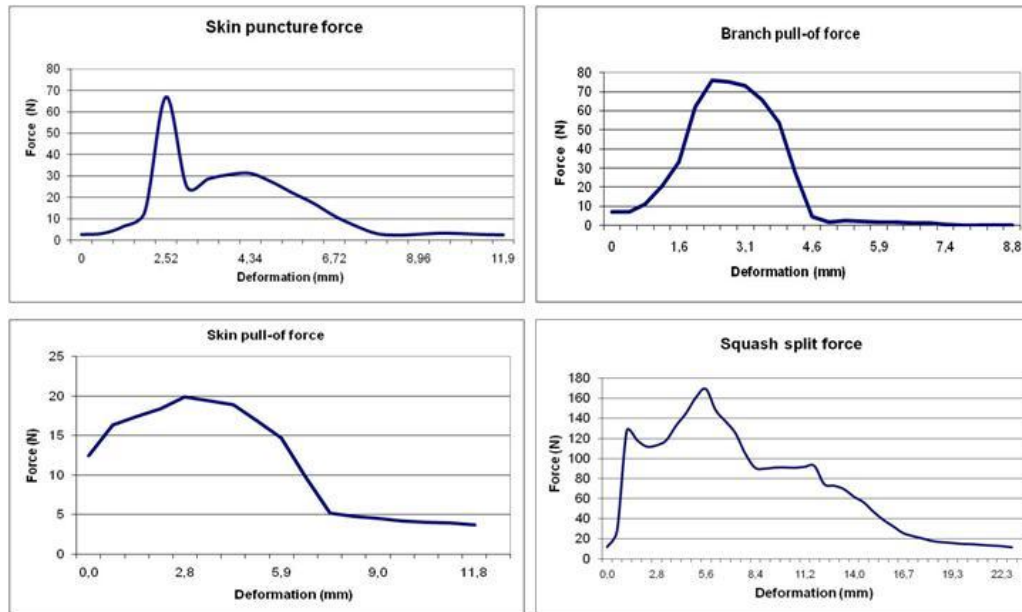 Skin puncture force
Force (N)
80
70
60
50
40
30
20
10
0
0 2,52 4,34 6,72 8,96 11,9
Deformation (mm)
Branch pull-of force
Force (N)
80
70
60
50
40
30
20
10
0
0 1,6 3,1 4,6 5,9 7,4 8,8
Deformation (mm)
Skin pull-of force
Force (N)
25
20
15
10
5
0
0,0 2,8 5,9 9,0 11,8
Deformation (mm)
Squash split force
Force (N)
180
160
140
120
100
80
60
40
20
0
0,0 2,8 5,6 8,4 11,2 14,0 16,7 19,3 22,3
Deformation (mm)